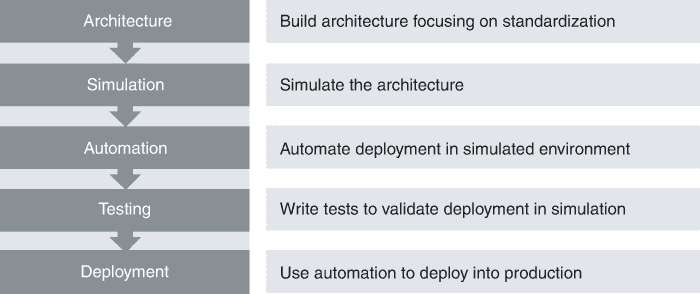 Architecture
Build architecture focusing on standardization
Simulation
Simulate the architecture
Automation
Automate deployment in simulated environment
Testing
Write tests to validate deployment in simulation
Deployment
Use automation to deploy into production